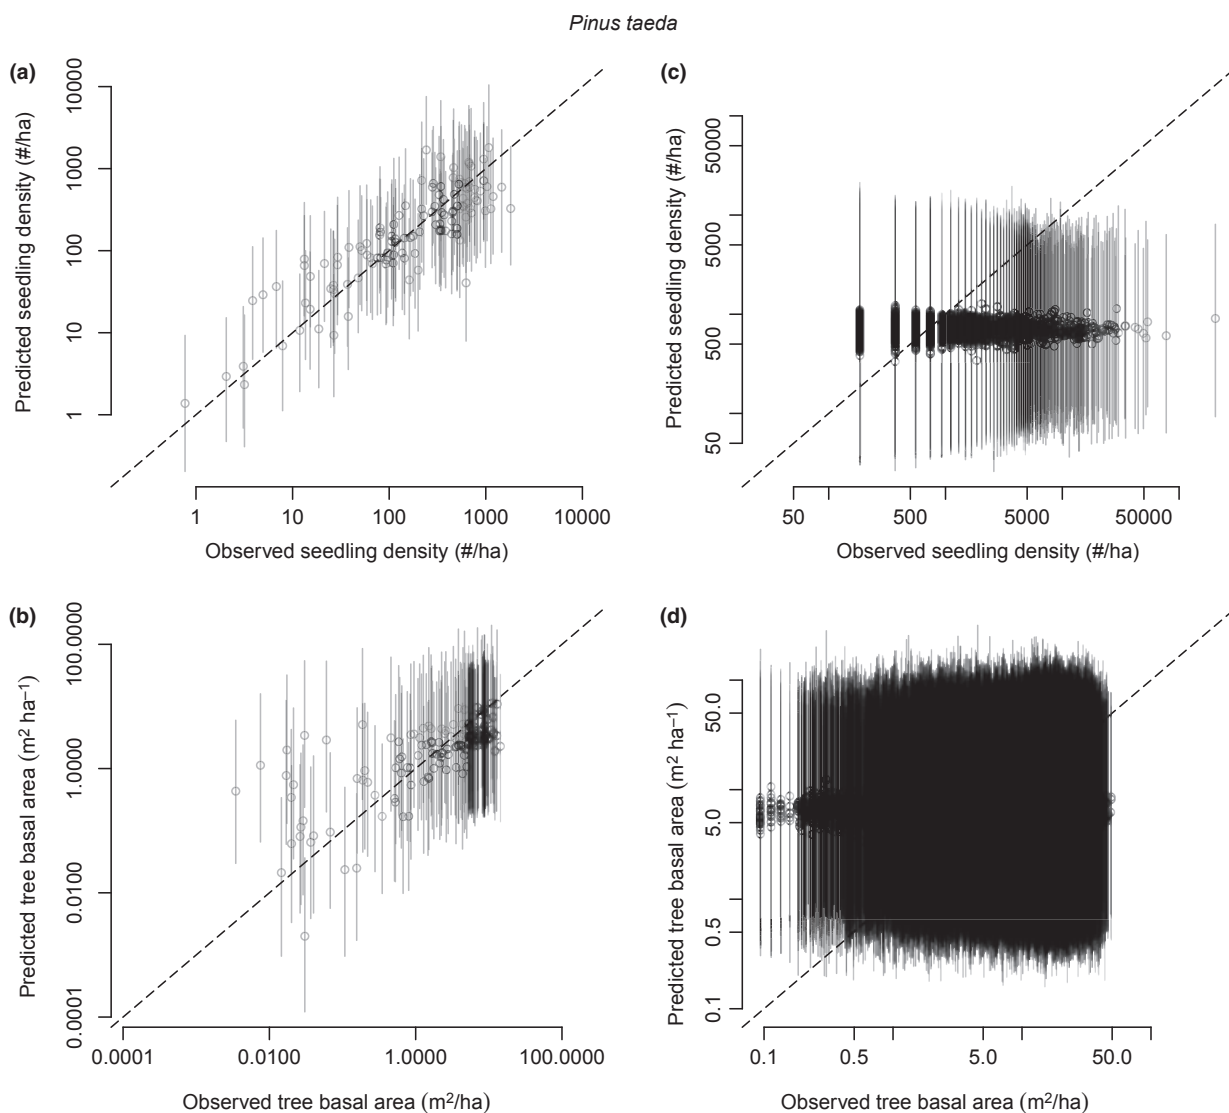 Pinus taeda
(a)
Predicted seedling density (#/ha)
10000
1000
100
10
1
1 10 100 1000 10000
Observed seedling density (#/ha)
(c)
Predicted seedling density (#/ha)
50000
5000
500
50
50 500 5000 50000
Observed seedling density (#/ha)
(b)
Predicted tree basal area (m² ha⁻¹)
100.0000
1.0000
0.0100
0.0001
0.0001 0.0100 1.0000 100.0000
Observed tree basal area (m²/ha)
(d)
Predicted tree basal area (m² ha⁻¹)
50.0
5.0
0.5
0.1
0.1 0.5 5.0 50.0
Observed tree basal area (m²/ha)